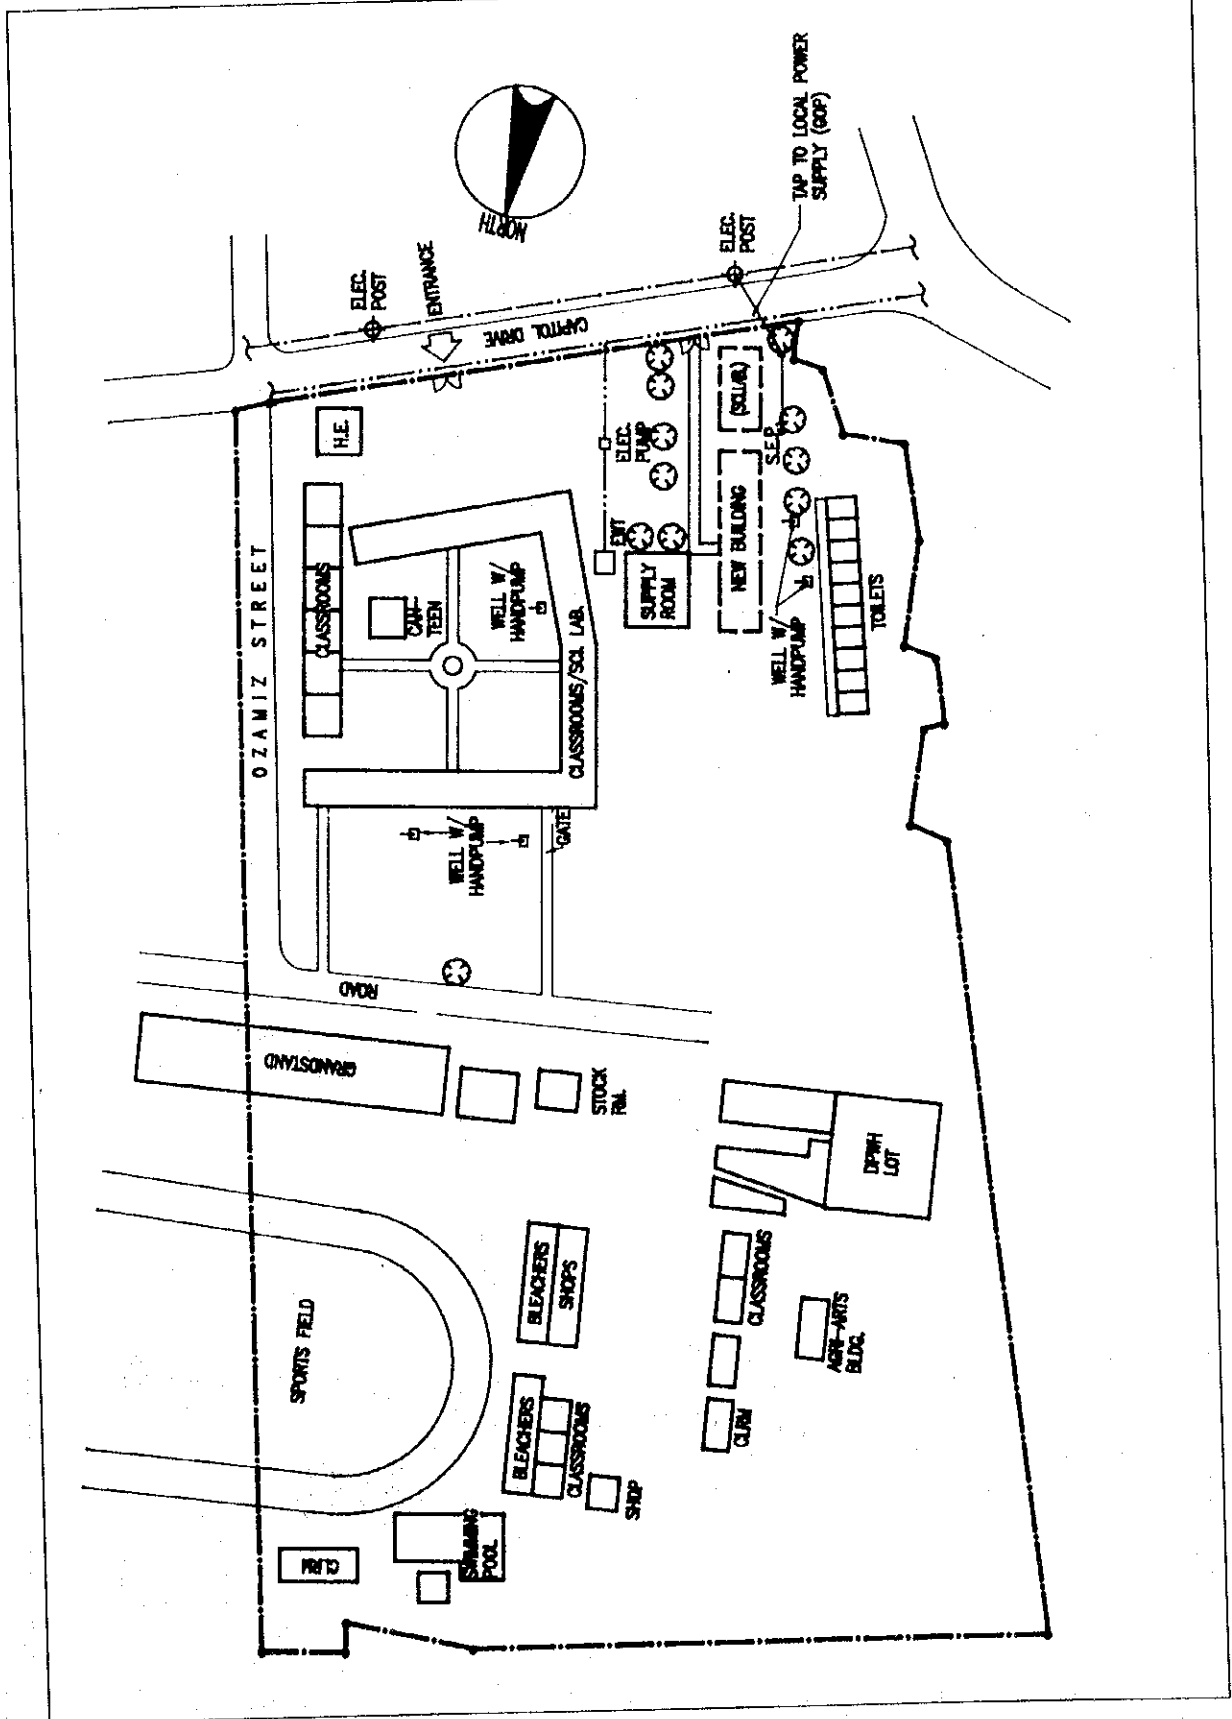 TAP TO LOCAL POWER
SUPPLY (GOP)
NORTH
ELEC.
POST
ENTRANCE
ELEC.
POST
CAPITOL DRIVE
H.E.
ELEC.
PUMP
(SCI.LAB.)
S.E.P.
OZAMIZ STREET
CLASSROOMS
CAN-
TEEN
WELL W/
HANDPUMP
CLASSROOMS/SCI. LAB.
SUPPLY
ROOM
NEW BUILDING
WELL W/
HANDPUMP
TOILETS
WELL W/
HANDPUMP
GATE
ROAD
GRANDSTAND
STOCK
RM.
DPWH
LOT
SPORTS FIELD
BLEACHERS
SHOPS
CLASSROOMS
AGRI-ARTS
BLDG.
BLEACHERS
CLASSROOMS
CLRM
SHOP
SWIMMING
POOL
CLRM